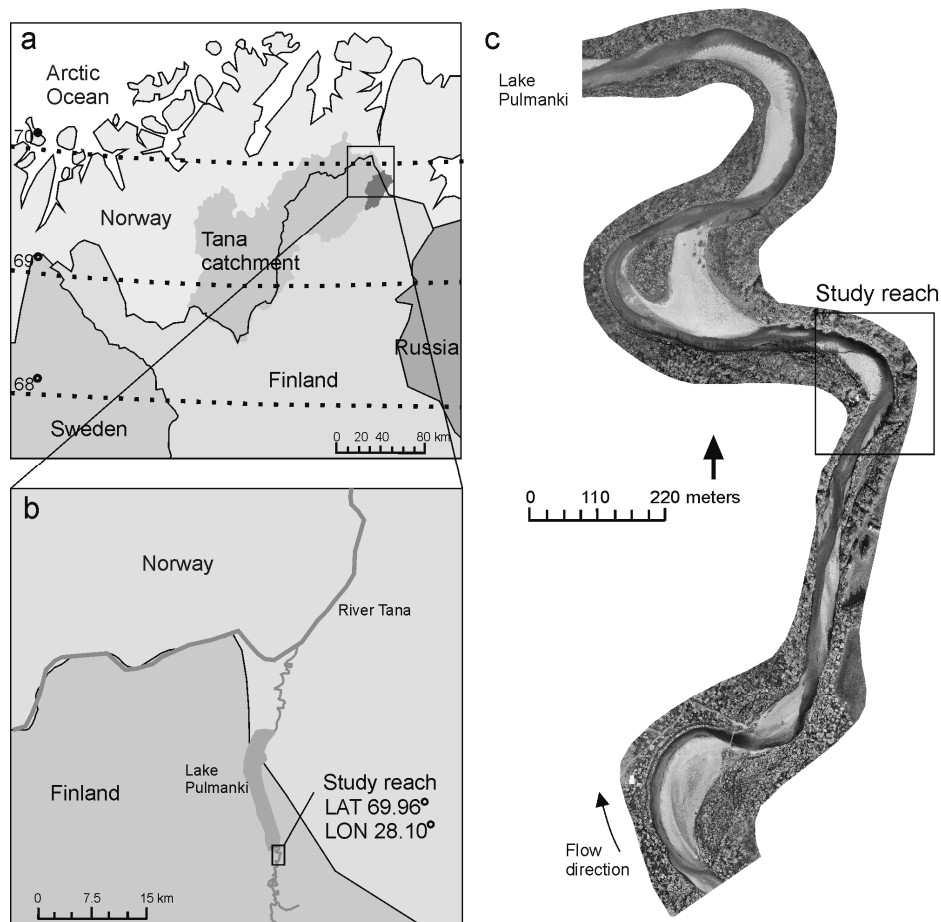 a
Arctic
Ocean
70
Norway
Tana
catchment
69
Russia
Finland
68
Sweden
0 20 40 80 km
b
Norway
River Tana
Lake
Pulmanki
Study reach
LAT 69.96°
LON 28.10°
Finland
0 7.5 15 km
c
Lake
Pulmanki
Study reach
0 110 220 meters
Flow
direction